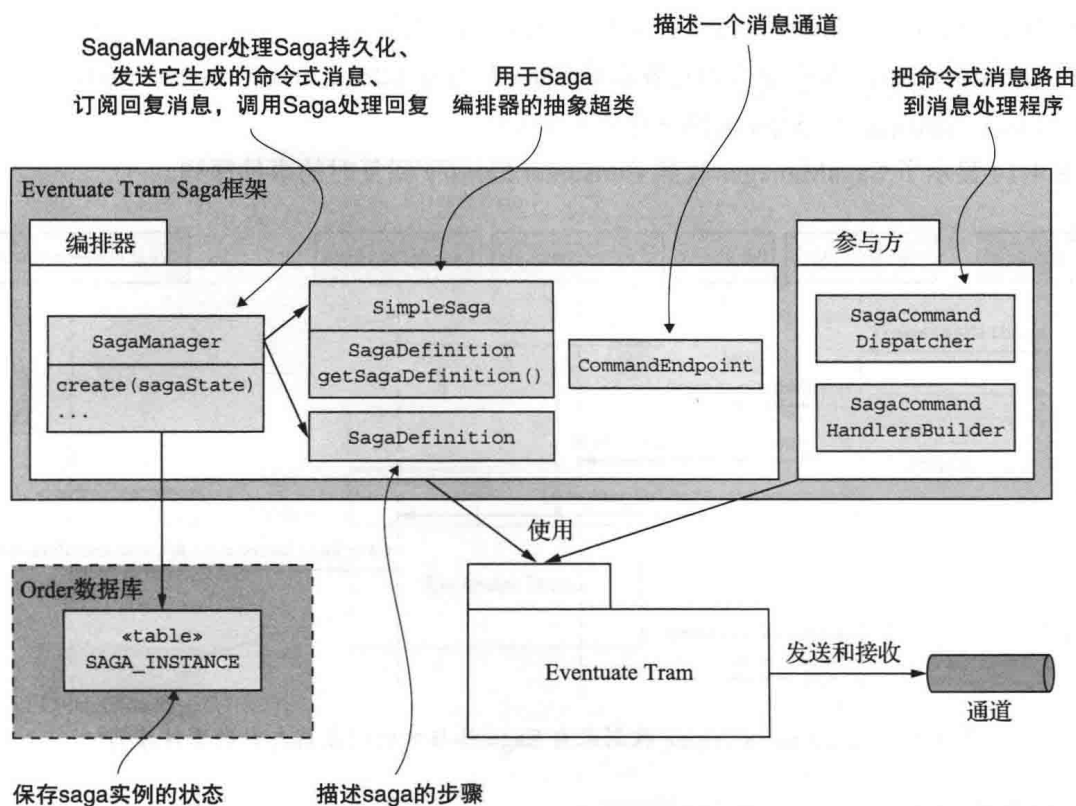 描述一个消息通道
SagaManager处理Saga持久化、
发送它生成的命令式消息、
订阅回复消息，调用Saga处理回复
用于Saga
编排器的抽象超类
把命令式消息路由
到消息处理程序
Eventuate Tram Saga框架
编排器
参与方
SagaManager
create(sagaState)
...
SimpleSaga
SagaDefinition
getSagaDefinition()
SagaDefinition
CommandEndpoint
SagaCommand
Dispatcher
SagaCommand
HandlersBuilder
使用
Order数据库
«table»
SAGA_INSTANCE
Eventuate Tram
发送和接收
通道
保存saga实例的状态
描述saga的步骤